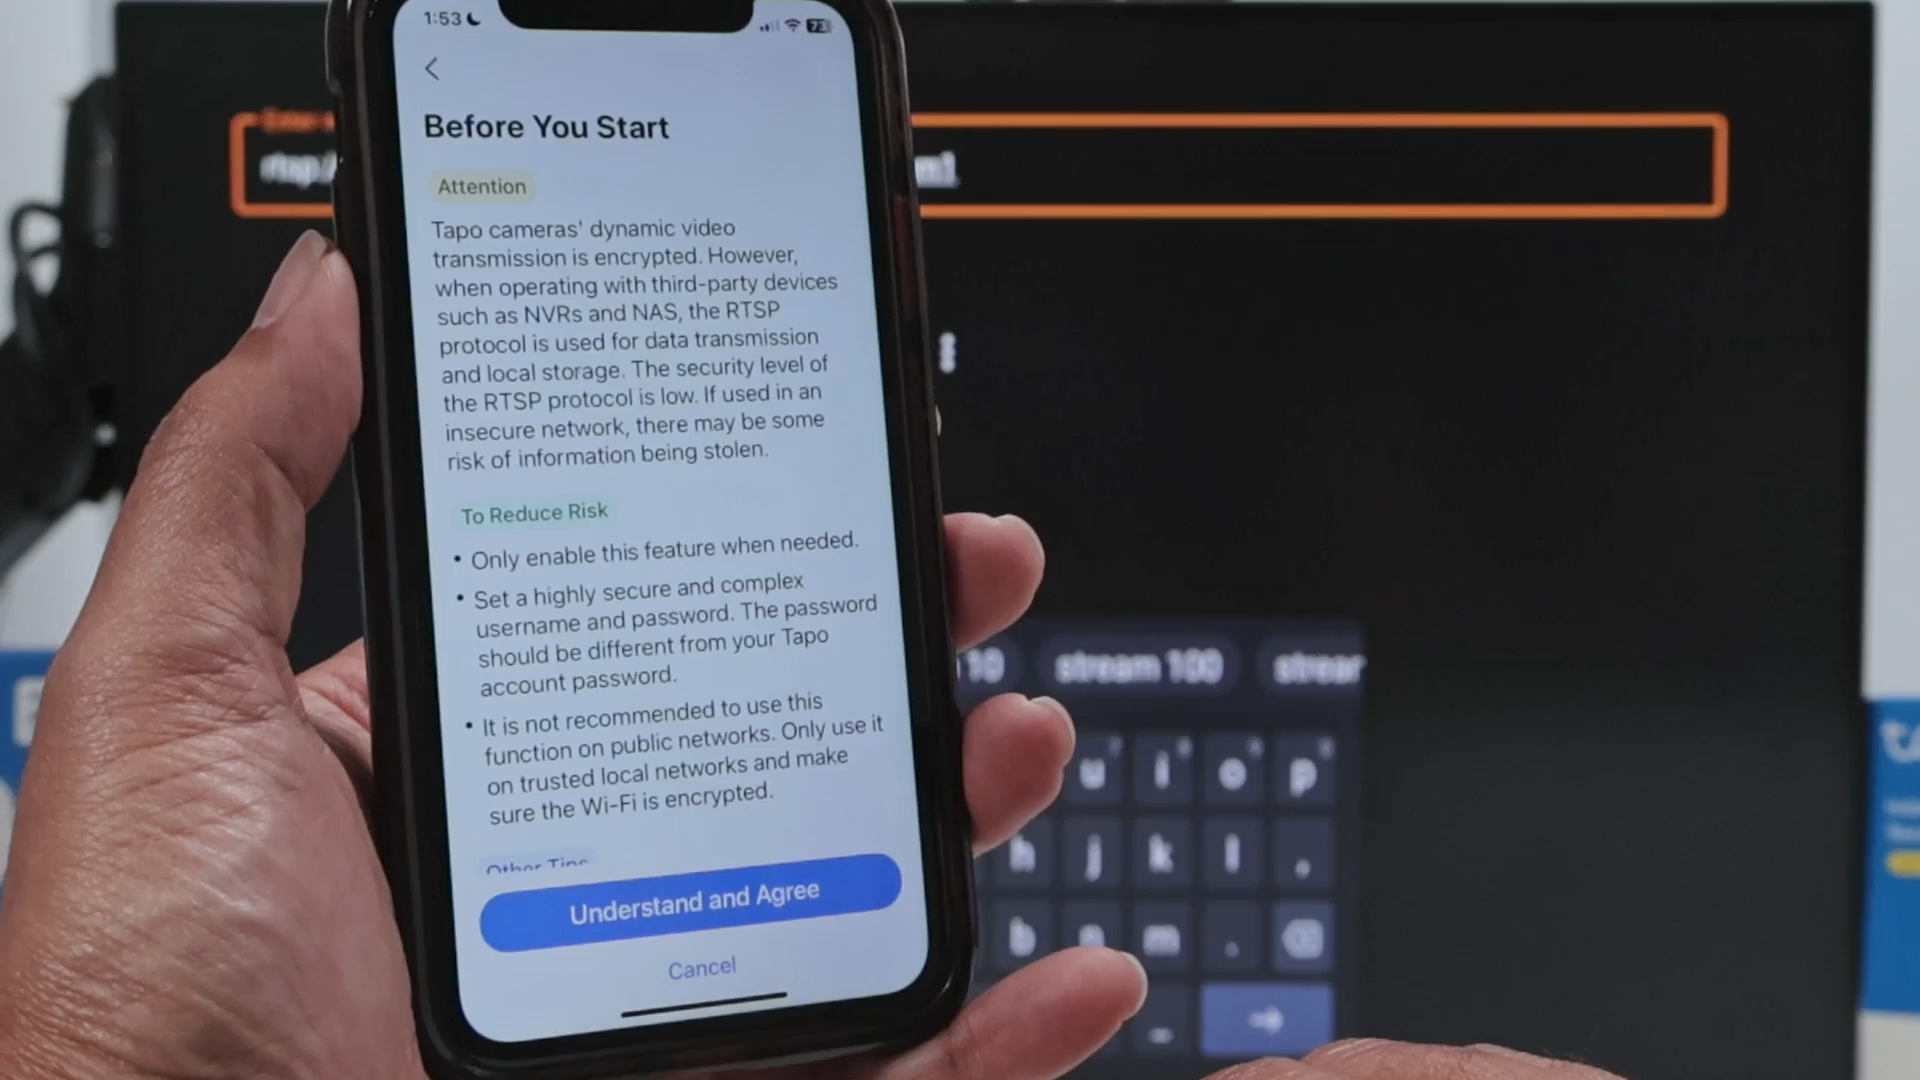 1:53
73
Before You Start
Attention
Tapo cameras' dynamic video
transmission is encrypted. However,
when operating with third-party devices
such as NVRs and NAS, the RTSP
protocol is used for data transmission
and local storage. The security level of
the RTSP protocol is low. If used in an
insecure network, there may be some
risk of information being stolen.
To Reduce Risk
• Only enable this feature when needed.
• Set a highly secure and complex
username and password. The password
should be different from your Tapo
account password.
• It is not recommended to use this
function on public networks. Only use it
on trusted local networks and make
sure the Wi-Fi is encrypted.
Other Tips
Understand and Agree
Cancel
rtsp:/
m1
10
stream 100
strear
u i o p
h j k l ,
b n m .
_